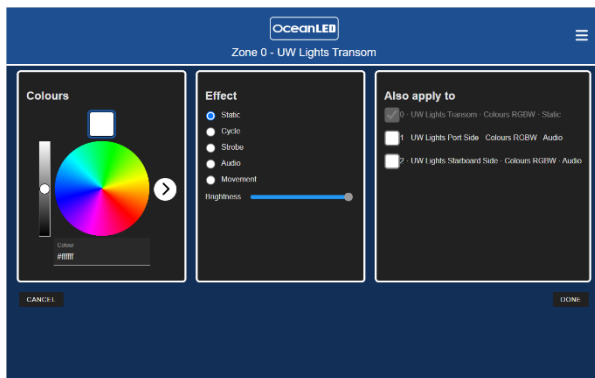 OceanLED
Zone 0 - UW Lights Transom
Colours
Colour
#ffffff
Effect
Static
Cycle
Strobe
Audio
Movement
Brightness
Also apply to
0 - UW Lights Transom - Colours RGBW - Static
1 UW Lights Port Side Colours RGBW Audio
2 - UW Lights Starboard Side - Colours RGBW - Audio
CANCEL
DONE